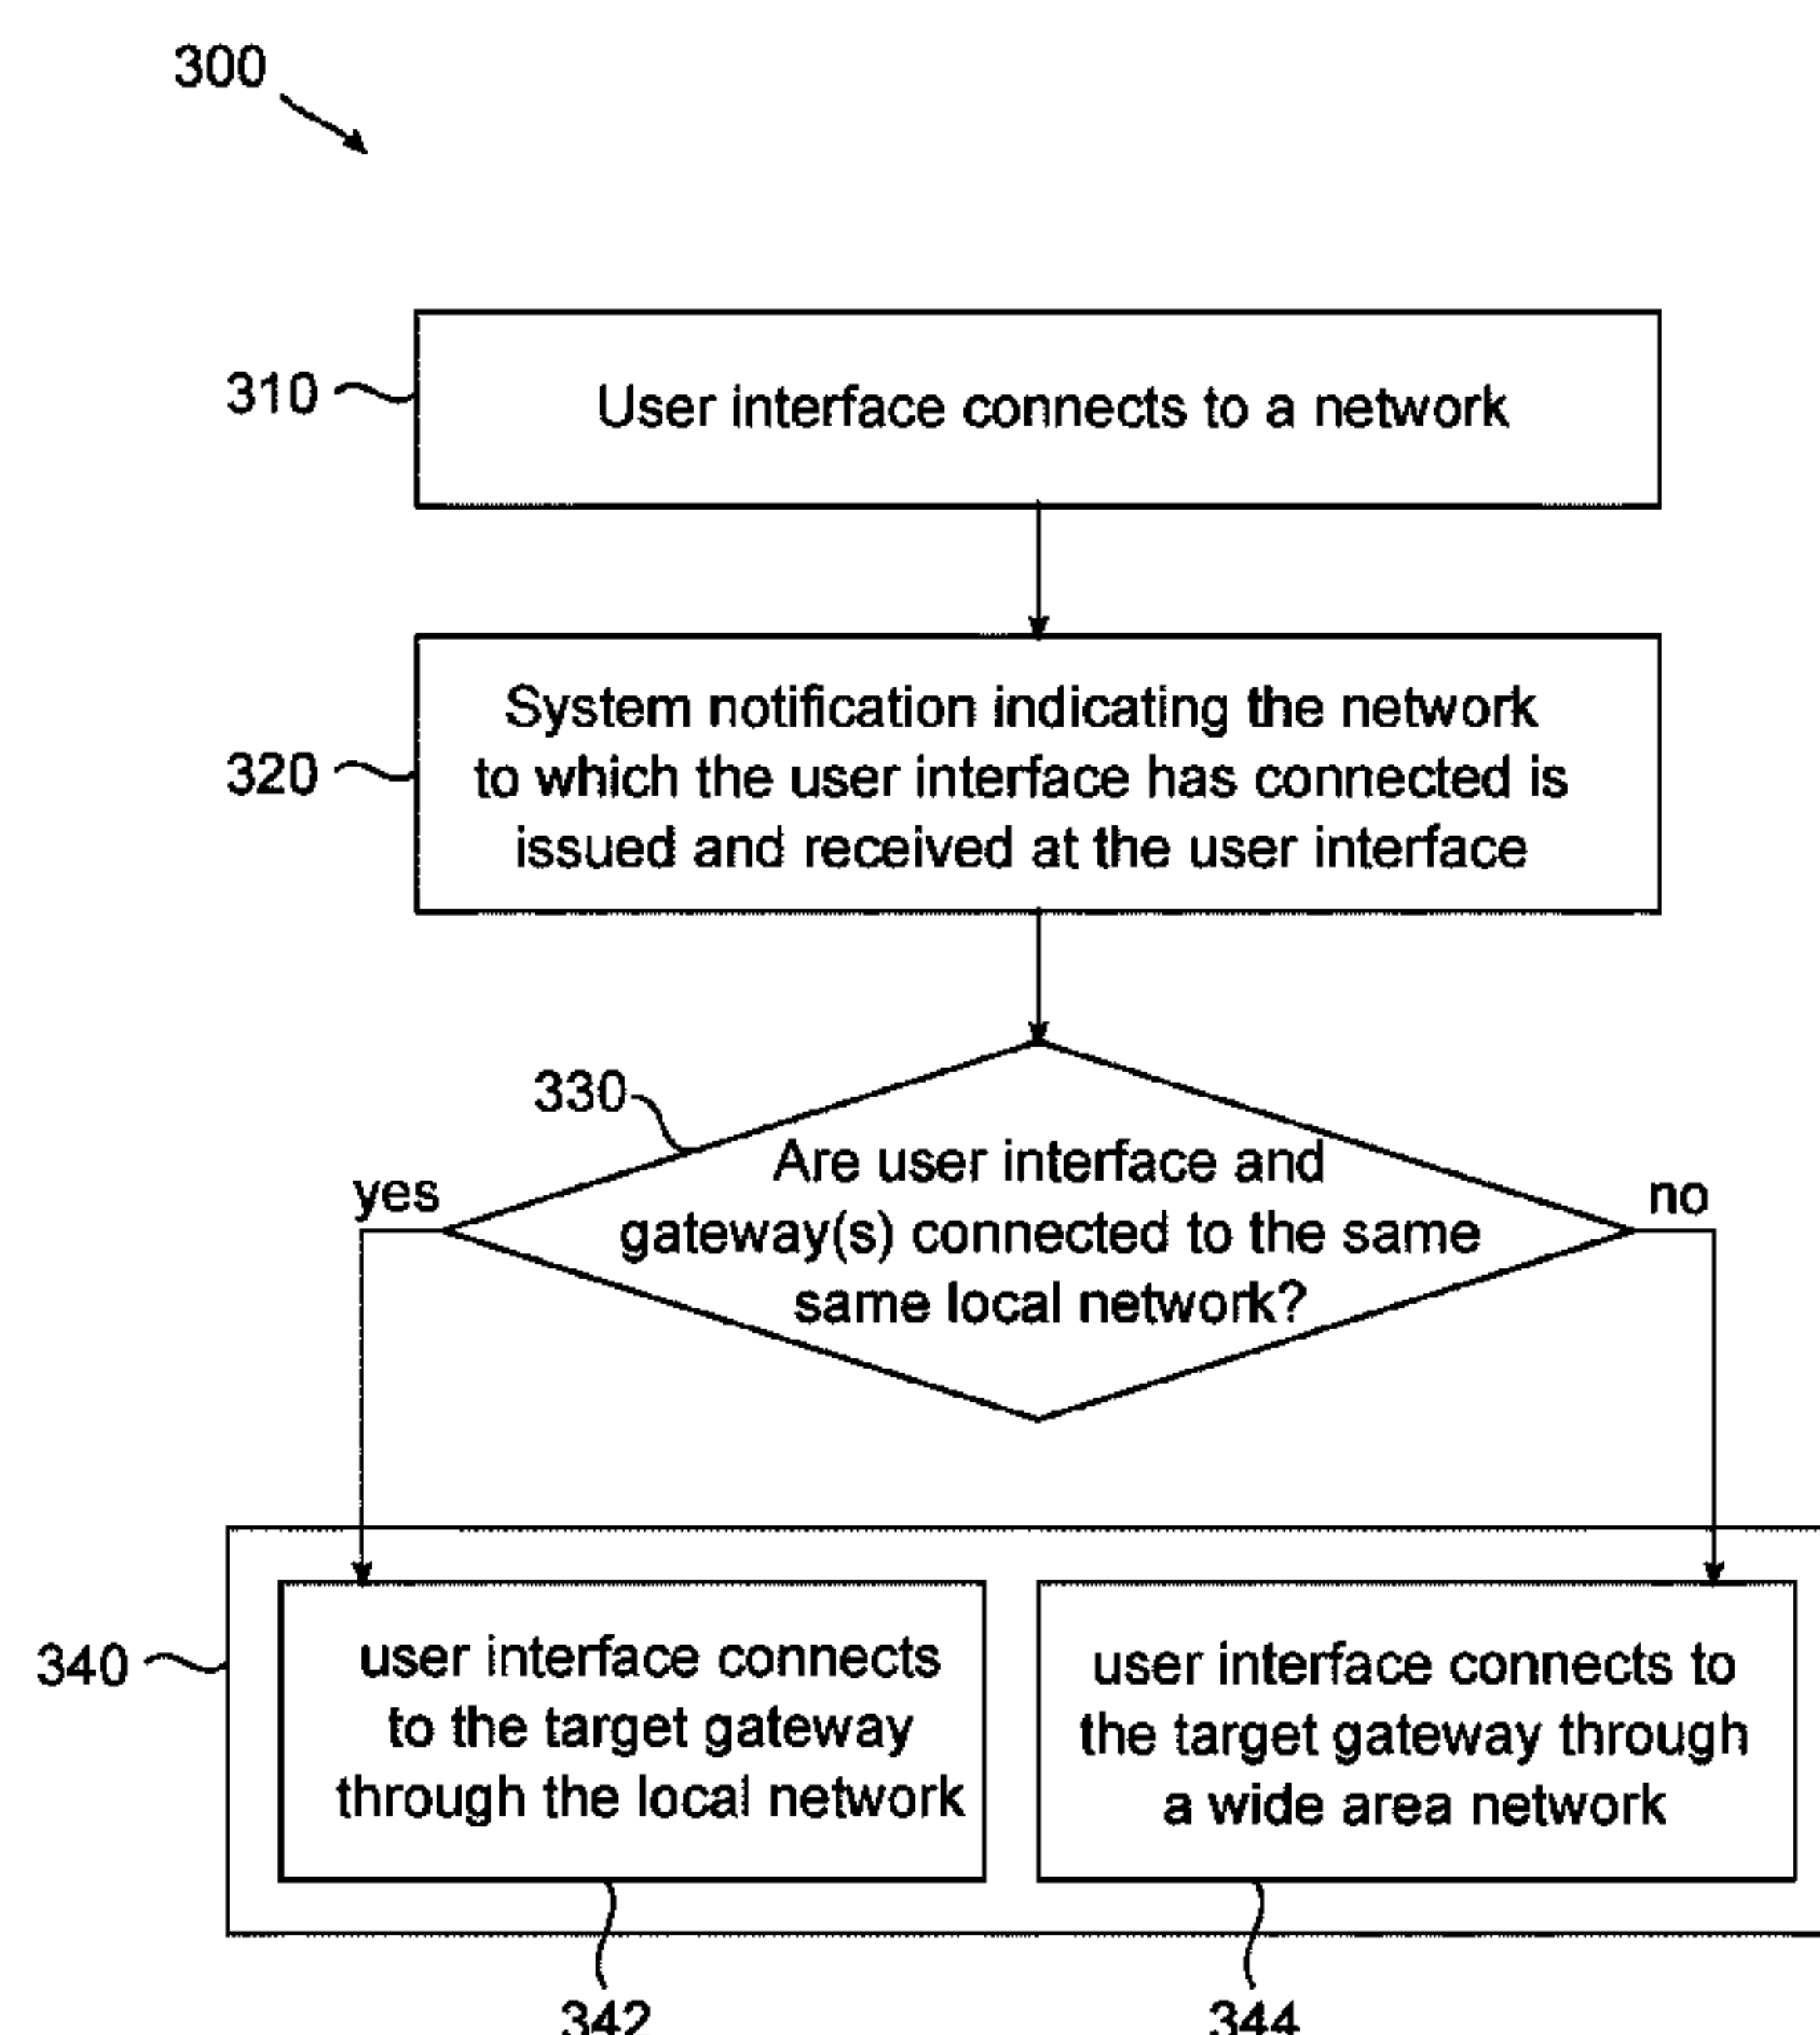 300
310
User interface connects to a network
320
System notification indicating the network
to which the user interface has connected is
issued and received at the user interface
330
Are user interface and
gateway(s) connected to the same
same local network?
yes
no
340
user interface connects
to the target gateway
through the local network
user interface connects to
the target gateway through
a wide area network
342
344